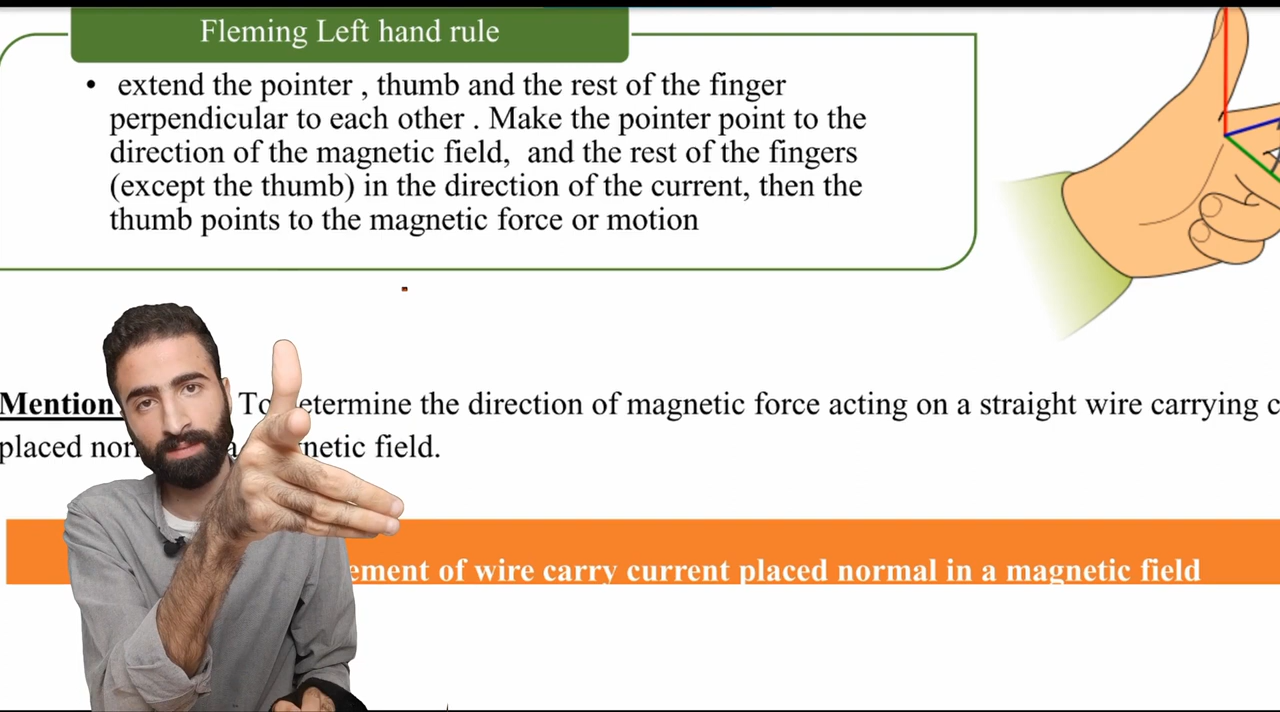 Fleming Left hand rule
• extend the pointer , thumb and the rest of the finger
perpendicular to each other . Make the pointer point to the
direction of the magnetic field, and the rest of the fingers
(except the thumb) in the direction of the current, then the
thumb points to the magnetic force or motion
Mention To etermine the direction of magnetic force acting on a straight wire carrying c
placed nor netic field.
ement of wire carry current placed normal in a magnetic field